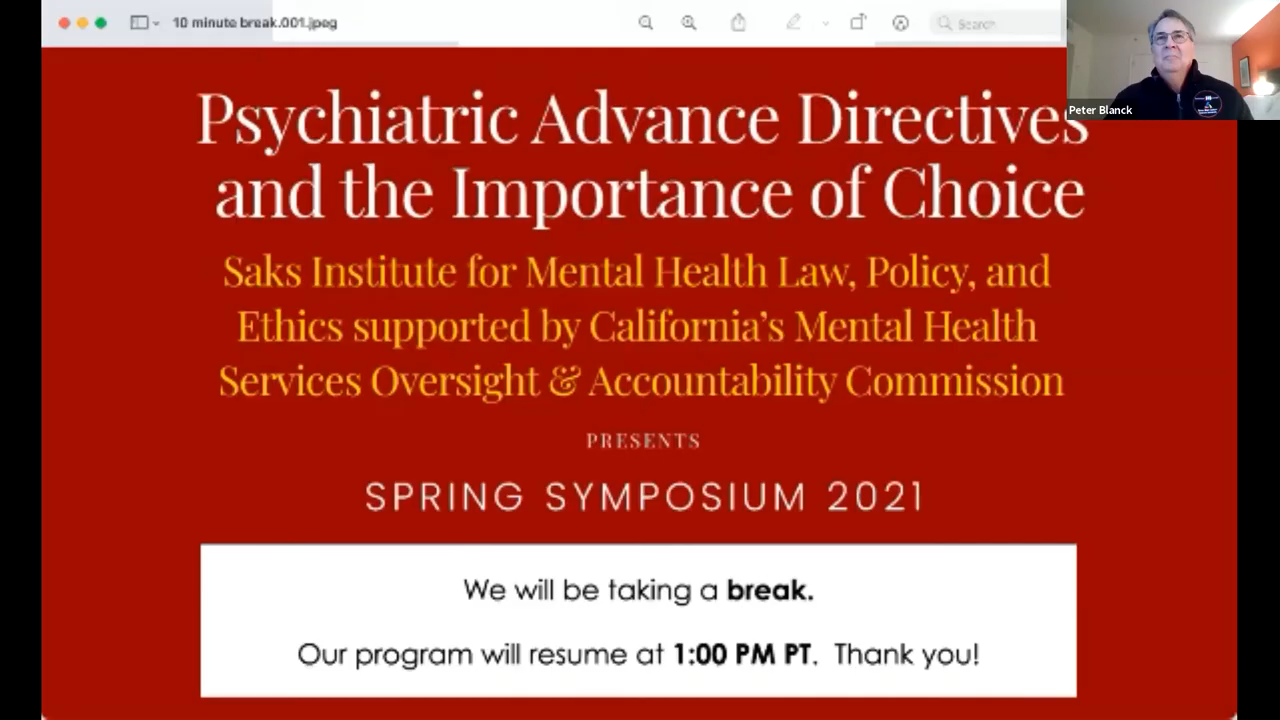 10 minute break.001.jpeg
Search
Peter Blanck
Psychiatric Advance Directives
and the Importance of Choice
Saks Institute for Mental Health Law, Policy, and
Ethics supported by California’s Mental Health
Services Oversight & Accountability Commission
PRESENTS
SPRING SYMPOSIUM 2021
We will be taking a break.
Our program will resume at 1:00 PM PT. Thank you!